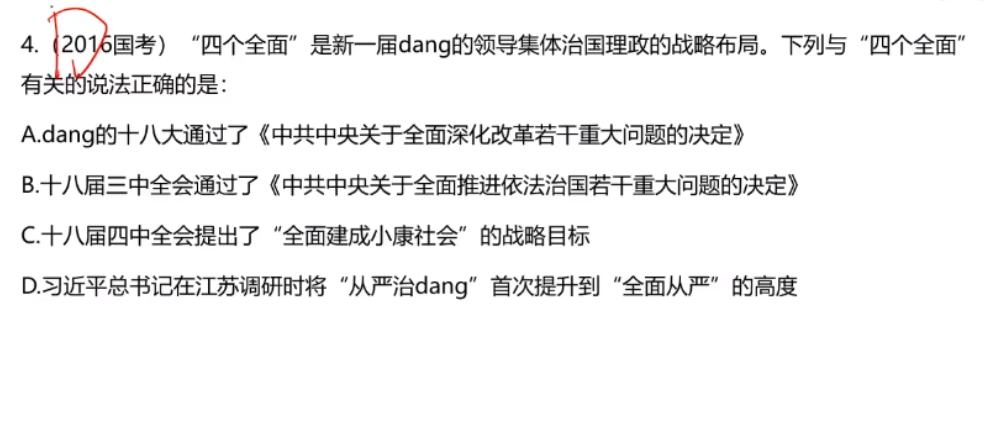 4.（2016国考）“四个全面”是新一届dang的领导集体治国理政的战略布局。下列与“四个全面”
有关的说法正确的是：
A.dang的十八大通过了《中共中央关于全面深化改革若干重大问题的决定》
B.十八届三中全会通过了《中共中央关于全面推进依法治国若干重大问题的决定》
C.十八届四中全会提出了“全面建成小康社会”的战略目标
D.习近平总书记在江苏调研时将“从严治dang”首次提升到“全面从严”的高度
D